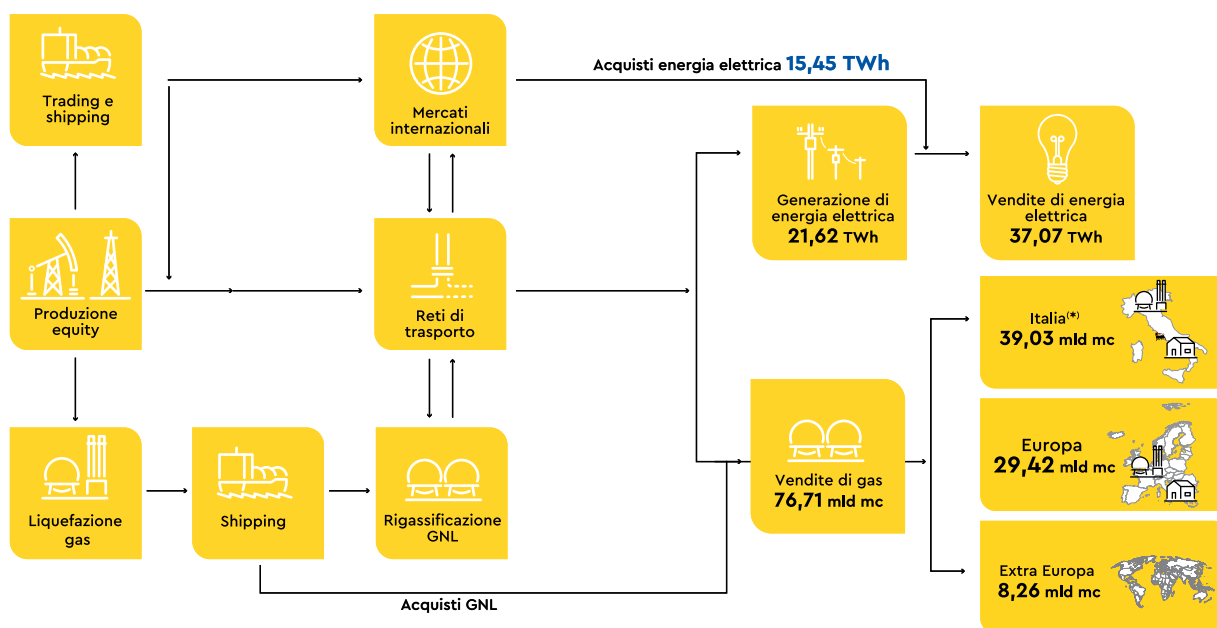 Trading e
shipping
Mercati
internazionali
Acquisti energia elettrica 15,45 TWh
Generazione di
energia elettrica
21,62 TWh
Vendite di energia
elettrica
37,07 TWh
Produzione
equity
Reti di
trasporto
Italia(*)
39,03 mld mc
Liquefazione
gas
Shipping
Rigassificazione
GNL
Vendite di gas
76,71 mld mc
Europa
29,42 mld mc
Extra Europa
8,26 mld mc
Acquisti GNL